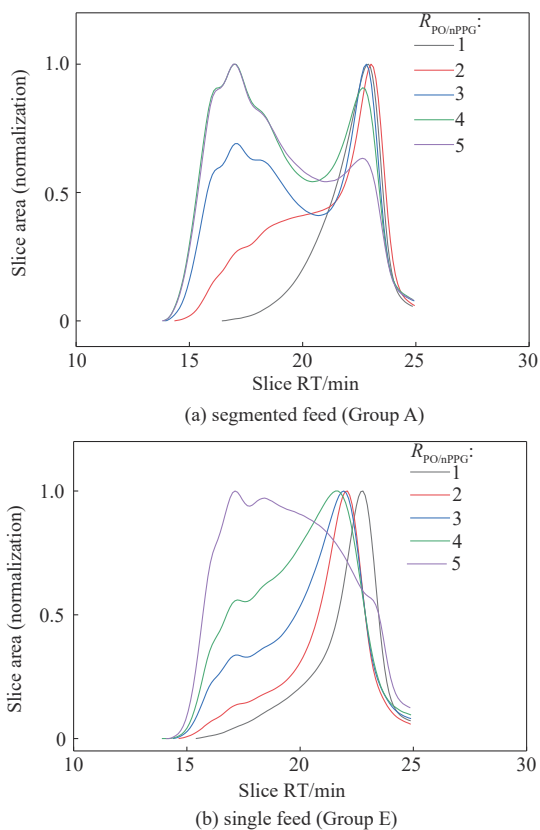 R_PO/nPPG:
1
2
3
4
5
1.0
0.5
0
Slice area (normalization)
10 15 20 25 30
Slice RT/min
(a) segmented feed (Group A)
R_PO/nPPG:
1
2
3
4
5
1.0
0.5
0
Slice area (normalization)
10 15 20 25 30
Slice RT/min
(b) single feed (Group E)